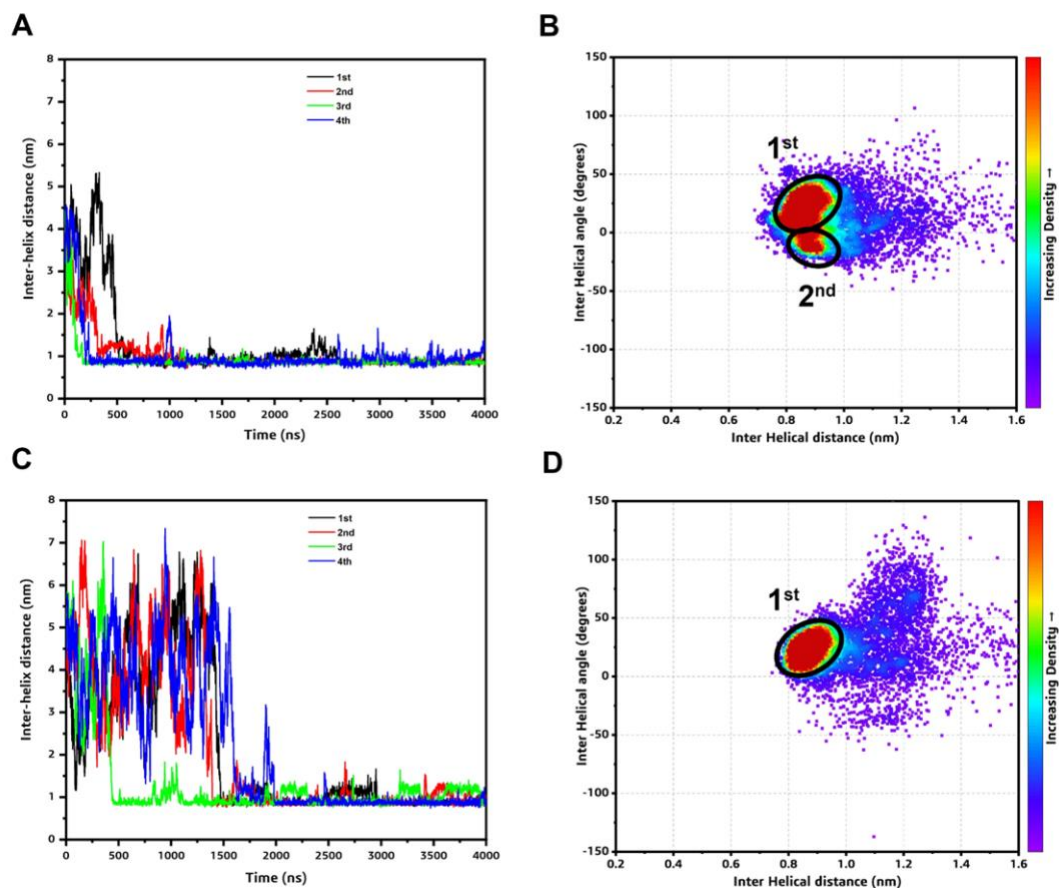 A
8
7
6
5
4
3
2
1
0
Inter-helix distance (nm)
1st
2nd
3rd
4th
0 500 1000 1500 2000 2500 3000 3500 4000
Time (ns)
B
150
100
50
0
-50
-100
-150
Inter Helical angle (degrees)
1st
2nd
0.2 0.4 0.6 0.8 1.0 1.2 1.4 1.6
Inter Helical distance (nm)
Increasing Density →
C
8
7
6
5
4
3
2
1
0
Inter-helix distance (nm)
1st
2nd
3rd
4th
0 500 1000 1500 2000 2500 3000 3500 4000
Time (ns)
D
150
100
50
0
-50
-100
-150
Inter Helical angle (degrees)
1st
0.2 0.4 0.6 0.8 1.0 1.2 1.4 1.6
Inter Helical distance (nm)
Increasing Density →